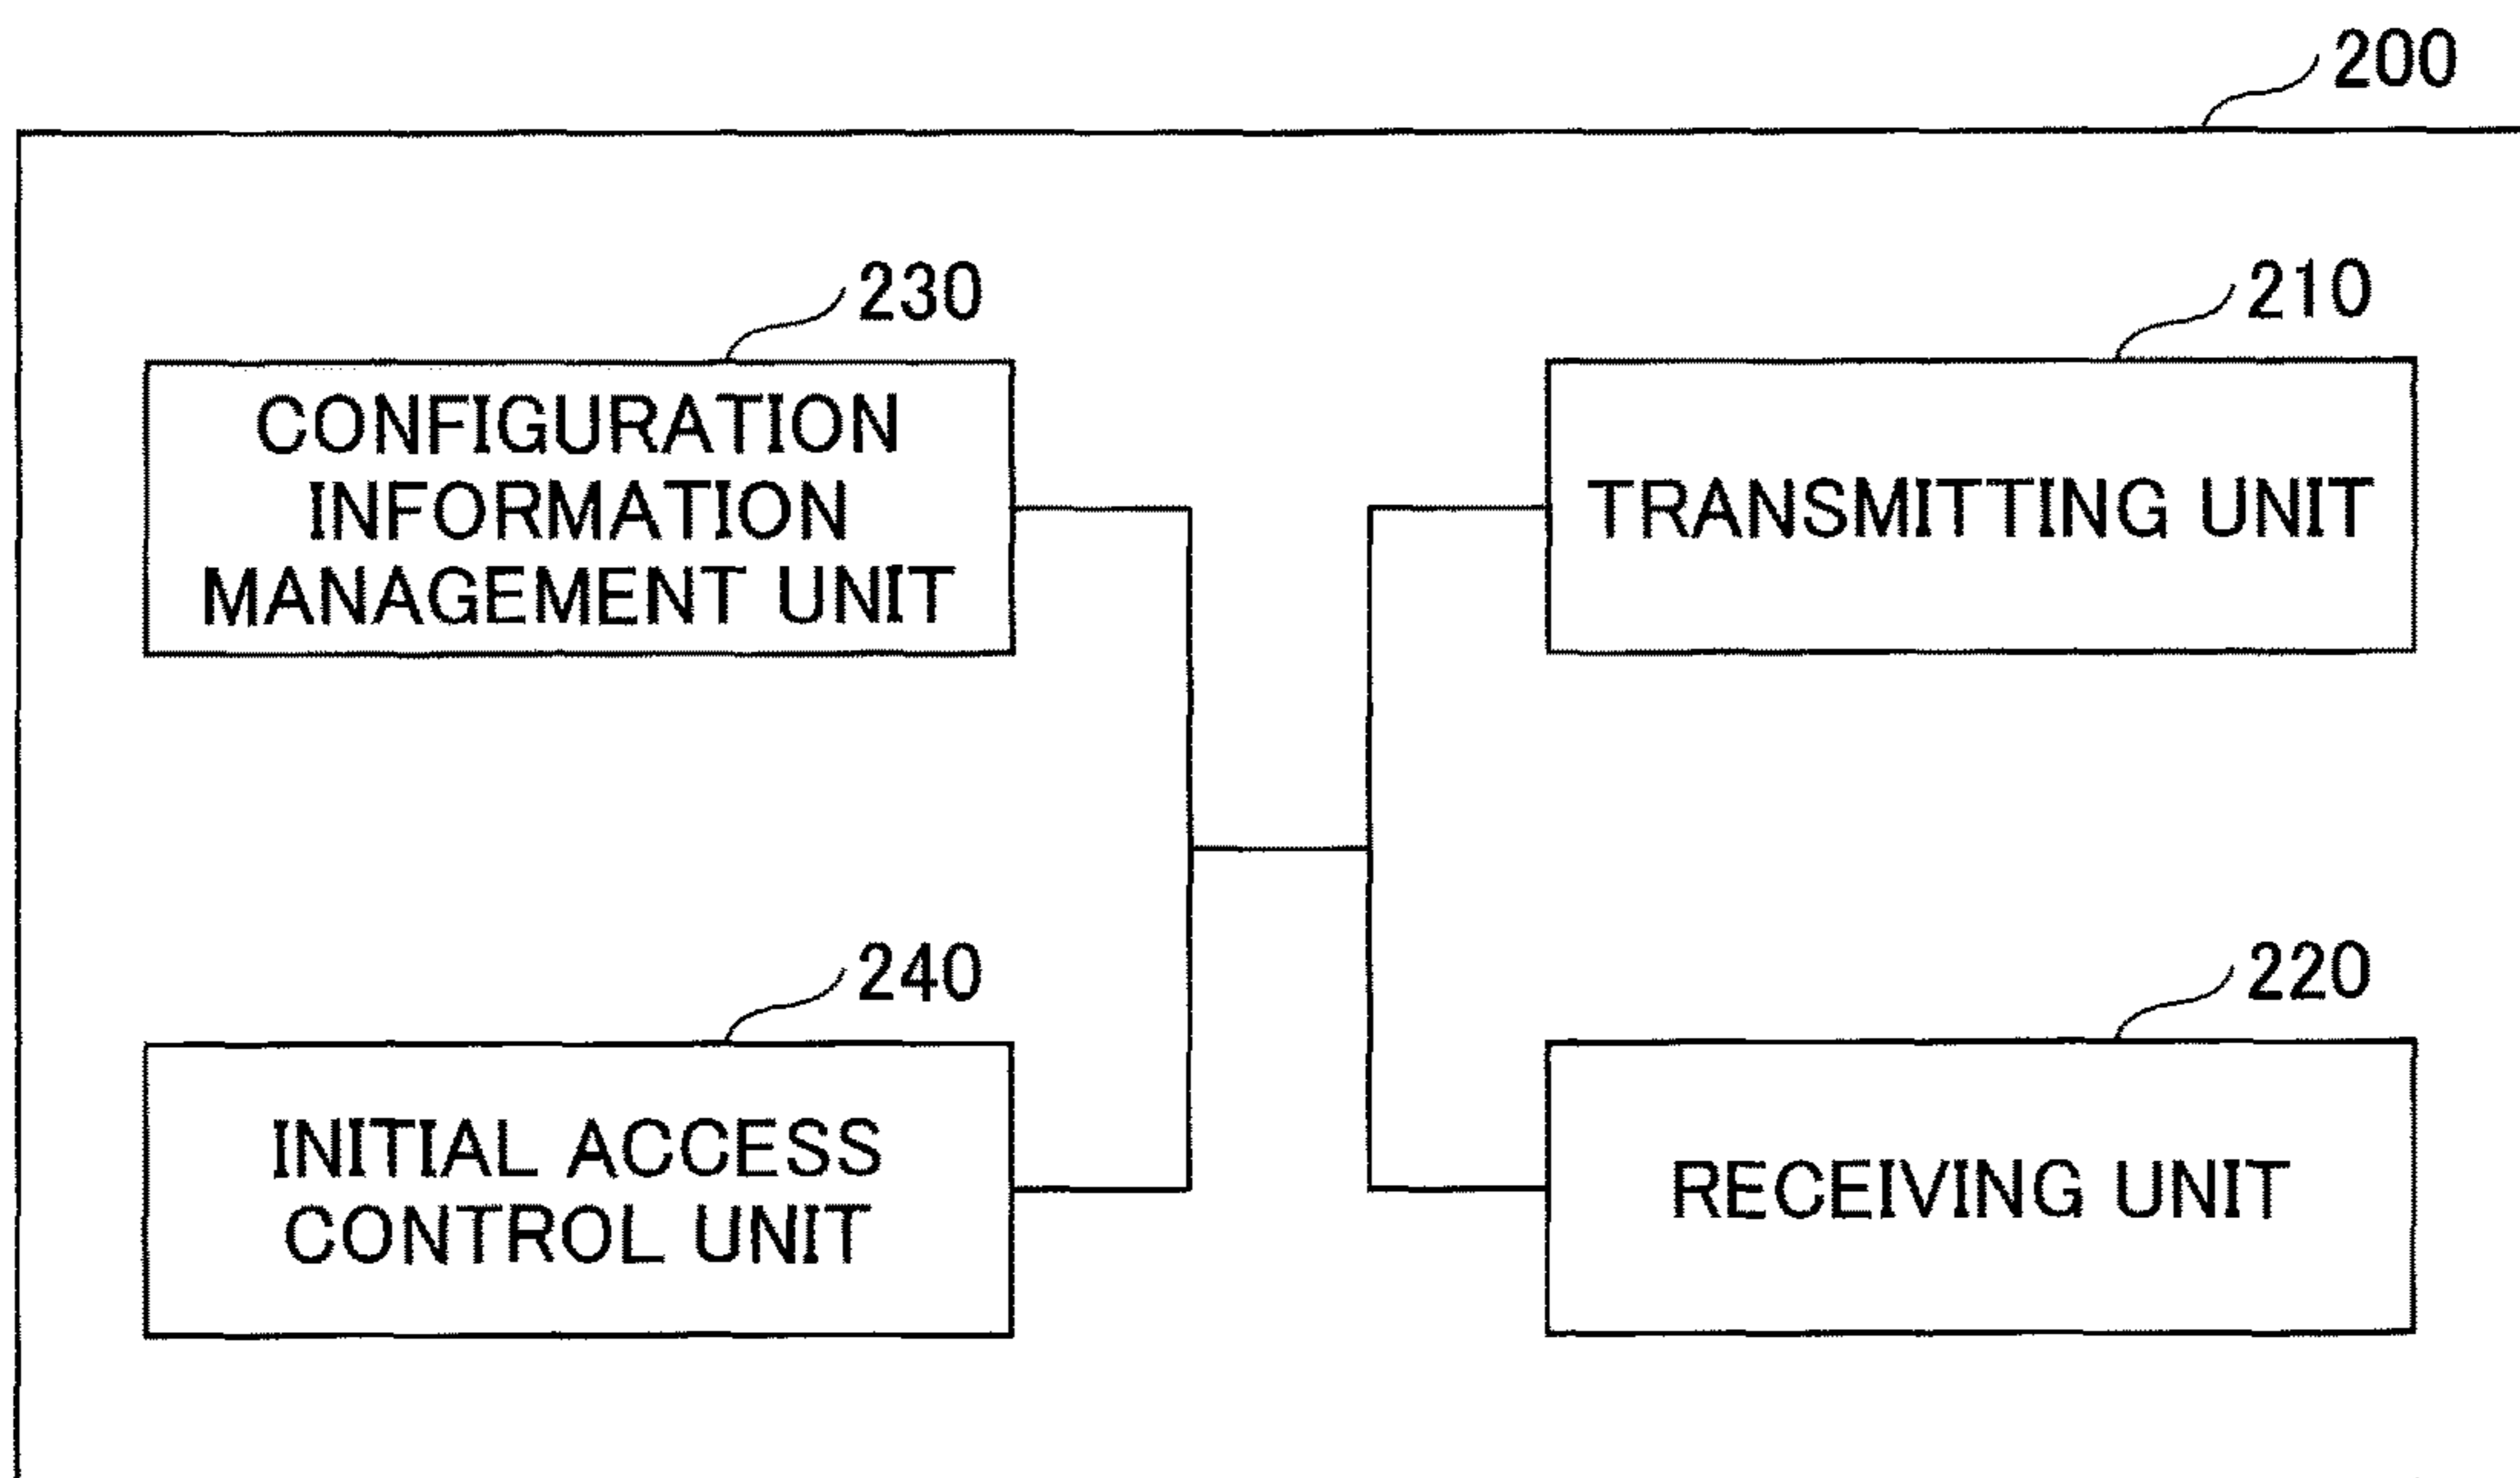 200
230
CONFIGURATION
INFORMATION
MANAGEMENT UNIT
210
TRANSMITTING UNIT
240
INITIAL ACCESS
CONTROL UNIT
220
RECEIVING UNIT